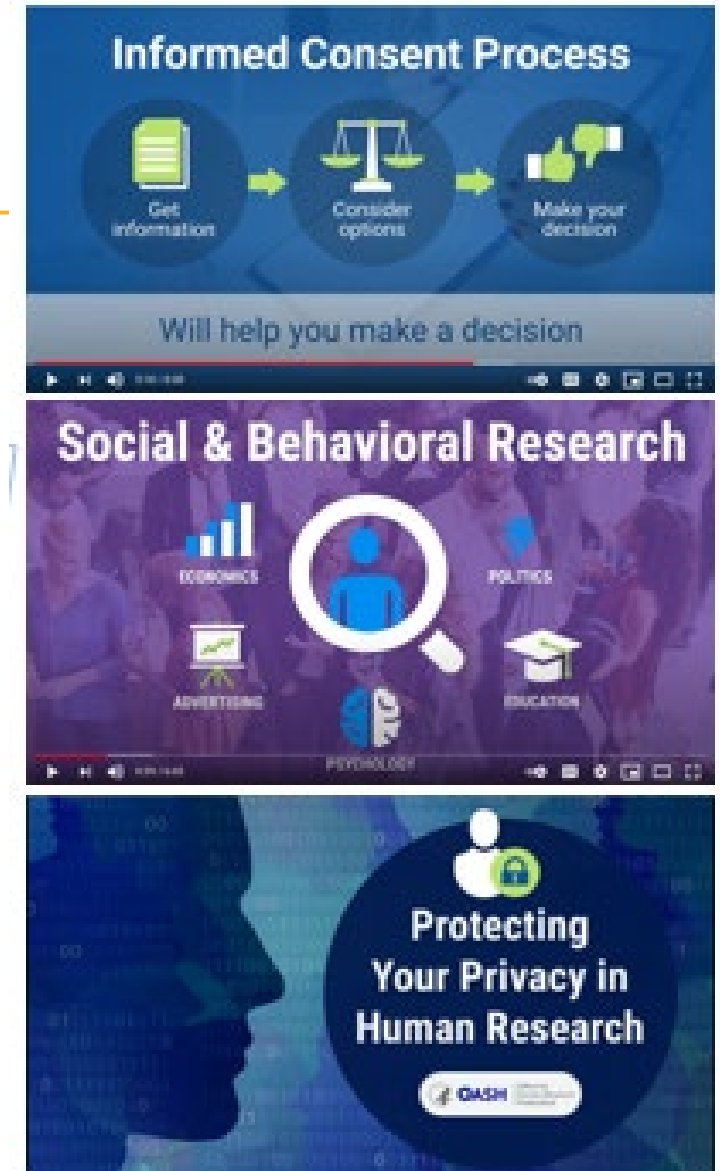 Informed Consent Process
Get
information
Consider
options
Make your
decision
Will help you make a decision
Social & Behavioral Research
ECONOMICS
POLITICS
ADVERTISING
EDUCATION
PSYCHOLOGY
Protecting
Your Privacy in
Human Research
OASH